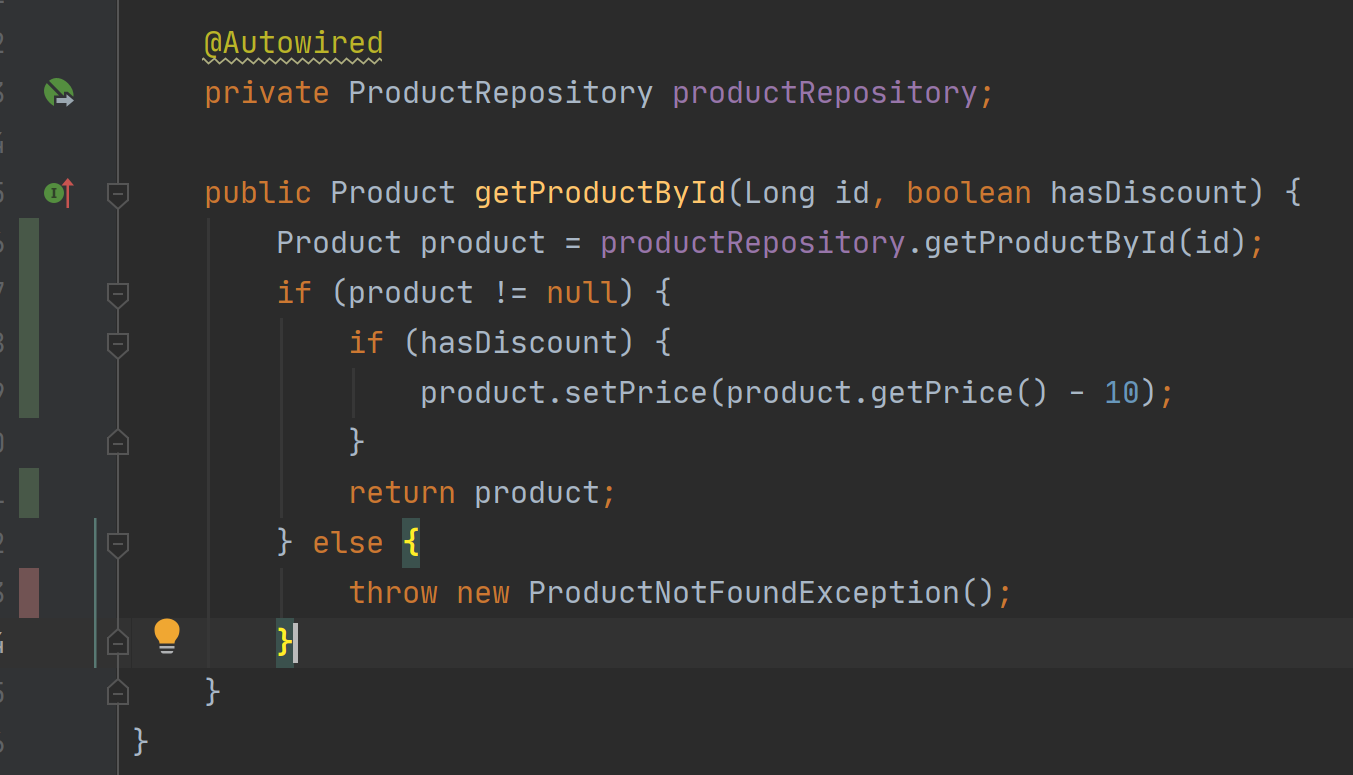 @Autowired
private ProductRepository productRepository;
public Product getProductById(Long id, boolean hasDiscount) {
Product product = productRepository.getProductById(id);
if (product != null) {
if (hasDiscount) {
product.setPrice(product.getPrice() - 10);
}
return product;
} else {
throw new ProductNotFoundException();
}
}
}